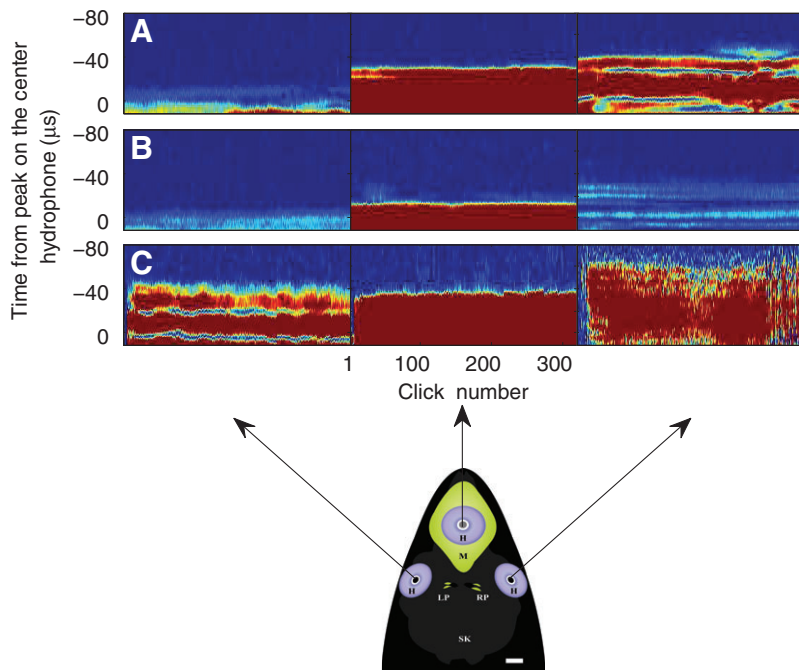 Time from peak on the center
hydrophone (μs)
A
−80
−40
0
B
−80
−40
0
C
−80
−40
0
1 100 200 300
Click number
H
M
H
H
LP RP
SK